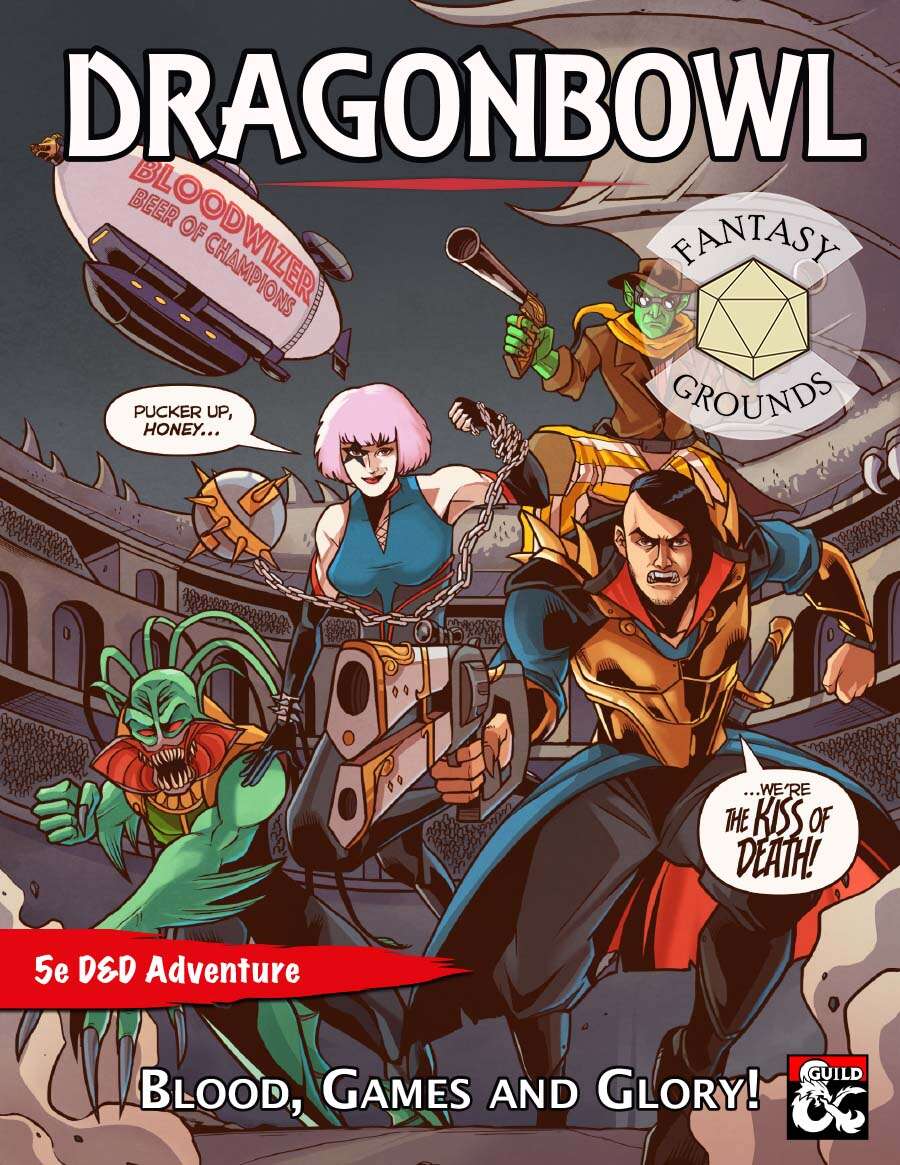 DRAGONBOWL
BLOODWIZER
BEER OF CHAMPIONS
FANTASY
GROUNDS
PUCKER UP,
HONEY...
...WE'RE
THE KISS OF
DEATH!
5e D&D Adventure
BLOOD, GAMES AND GLORY!
GUILD